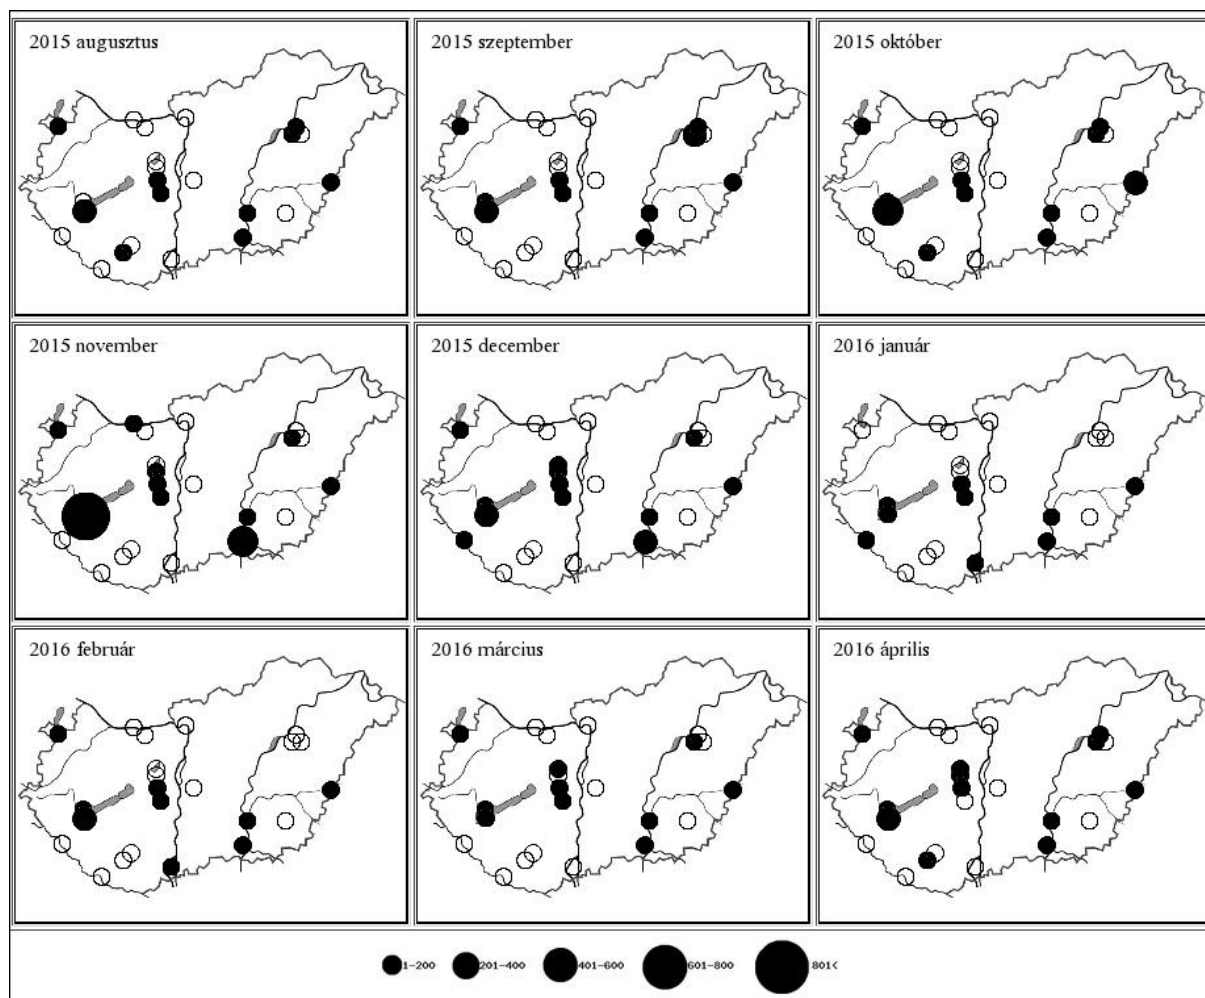 2015 augusztus
2015 szeptember
2015 október
2015 november
2015 december
2016 január
2016 február
2016 március
2016 április
1-200
201-400
401-600
601-800
801<